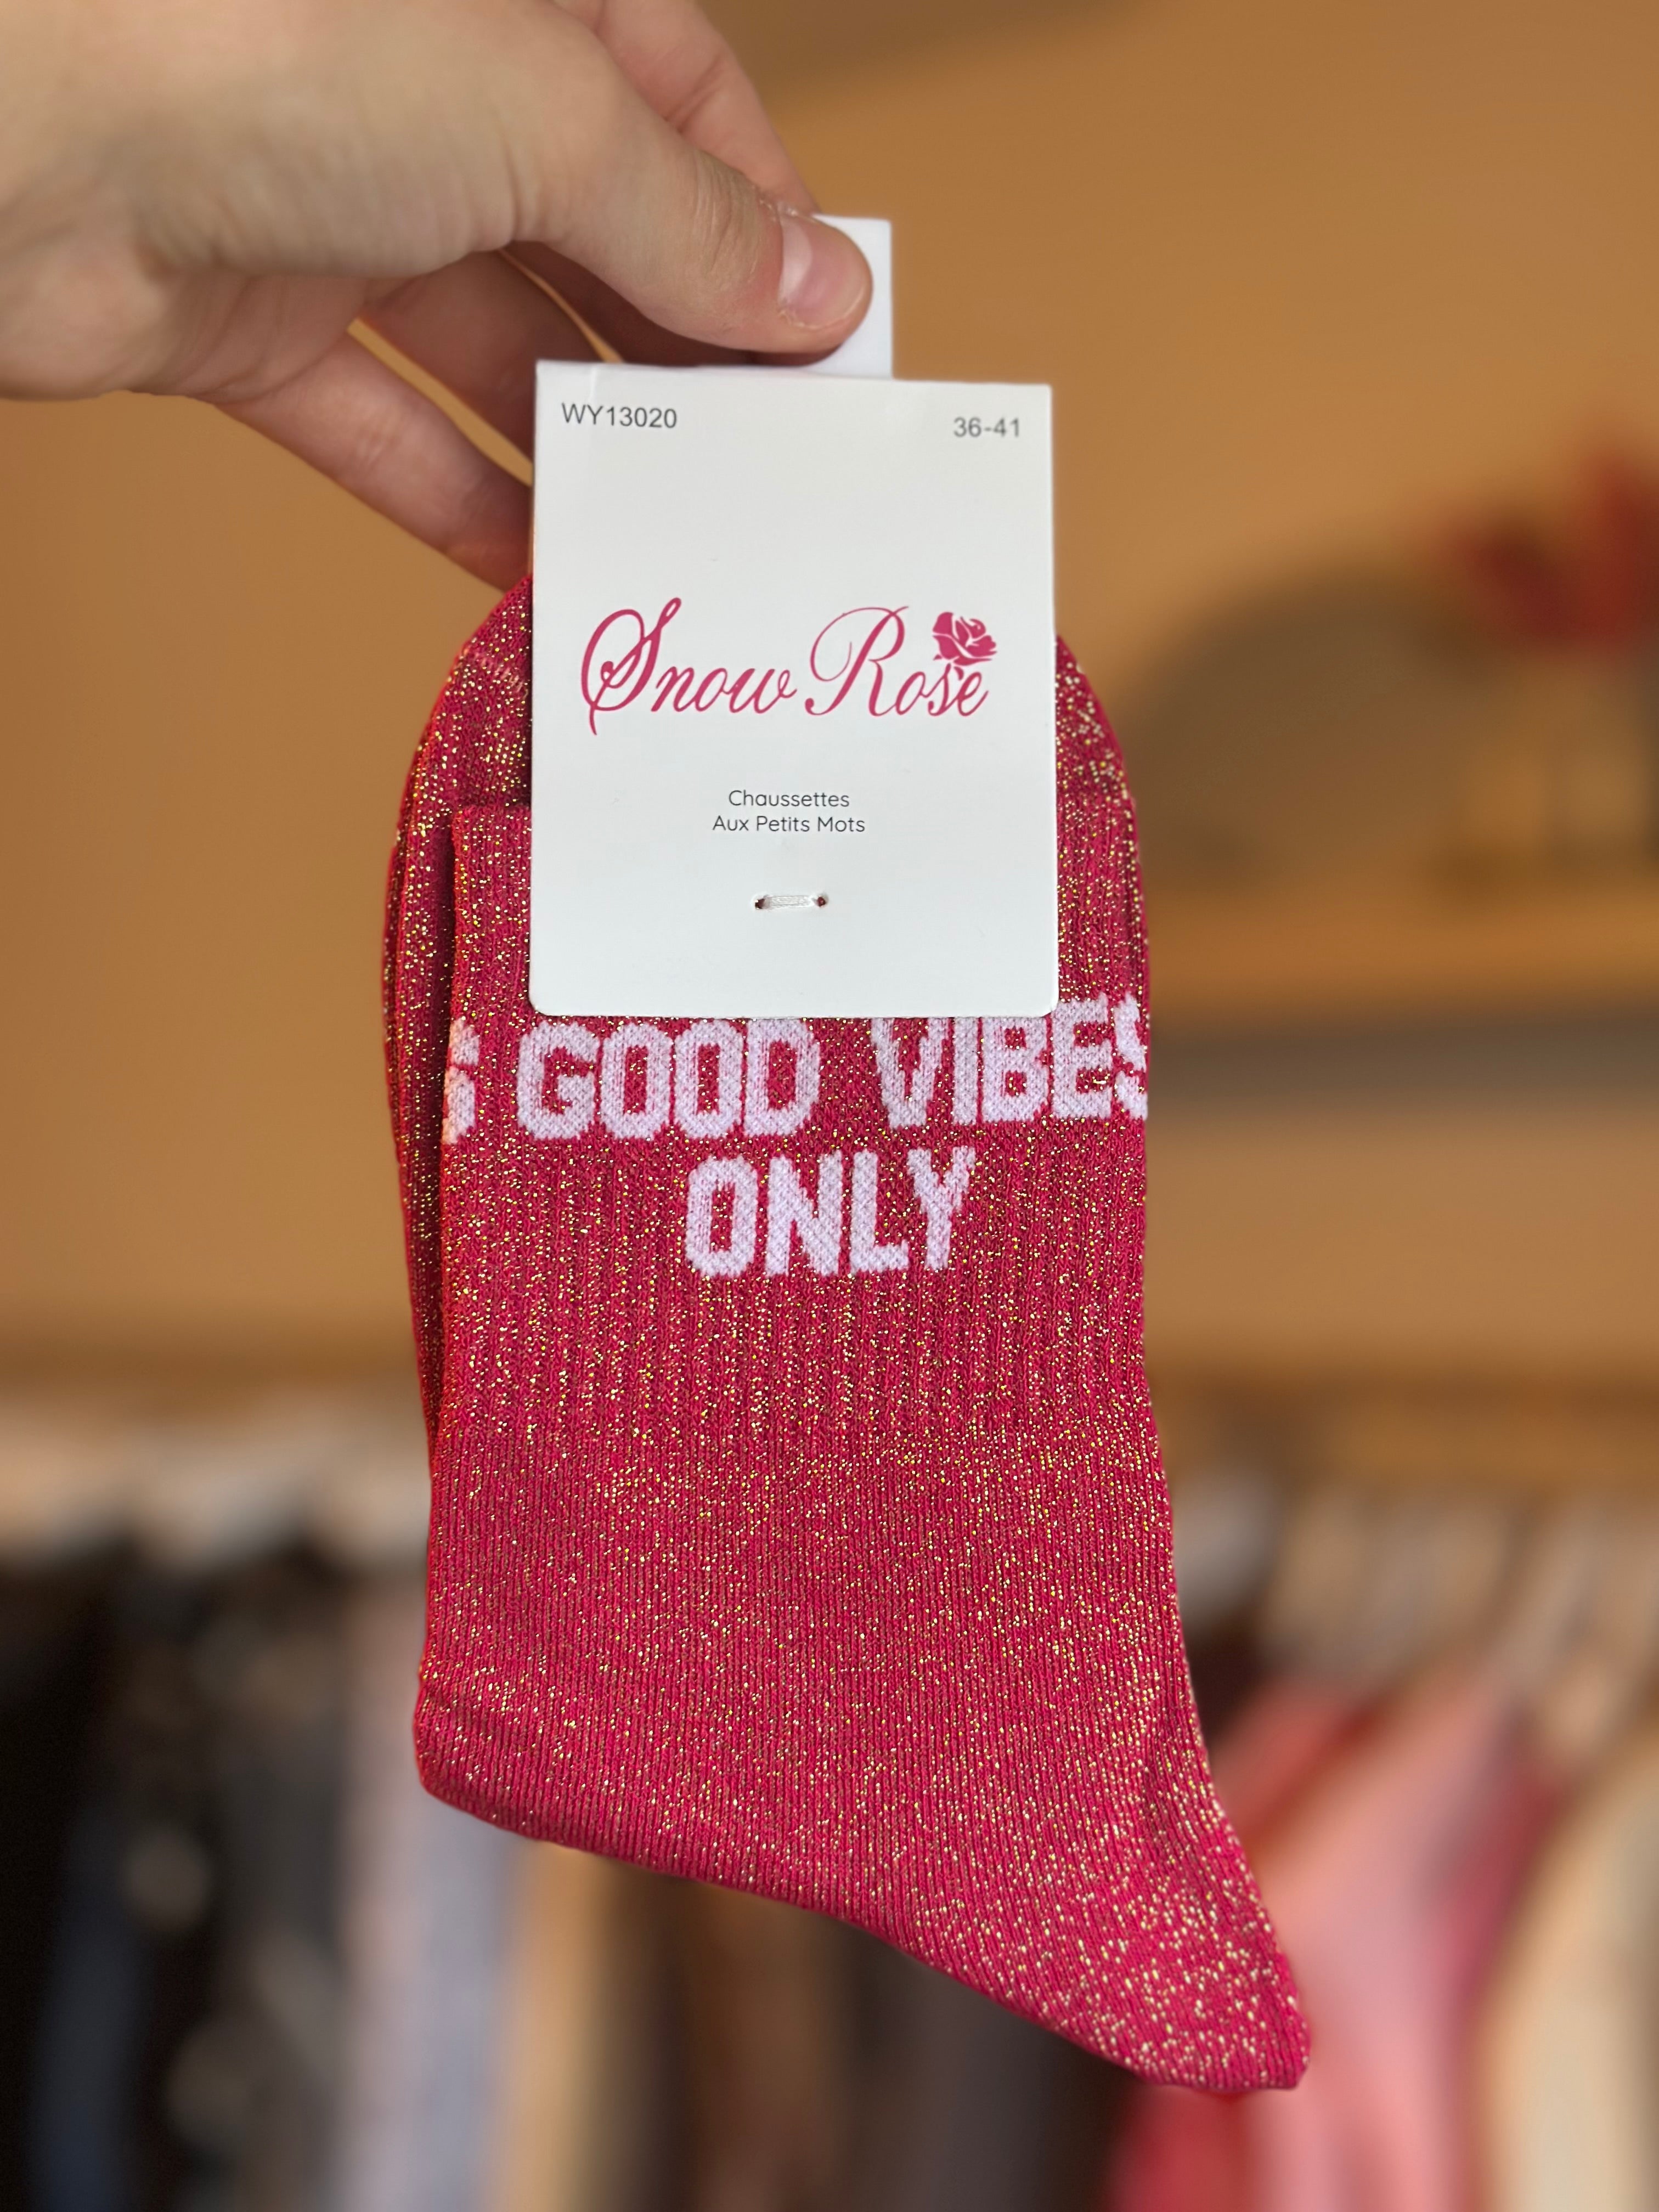 WY13020 36-41
Snow Rose
Chaussettes
Aux Petits Mots
GOOD VIBES
ONLY